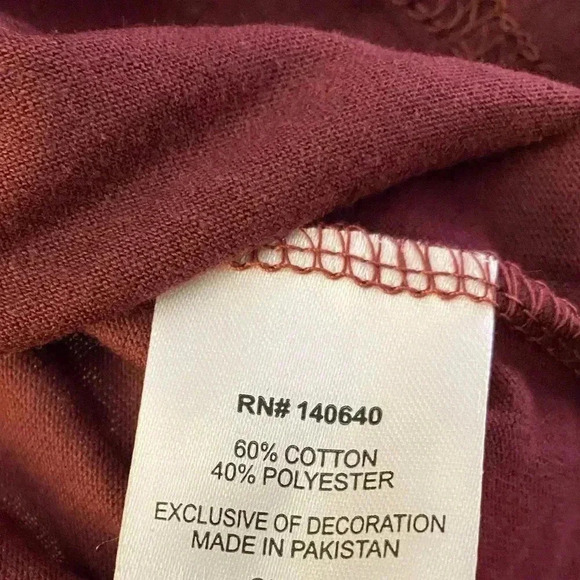 RN# 140640
60% COTTON
40% POLYESTER
EXCLUSIVE OF DECORATION
MADE IN PAKISTAN